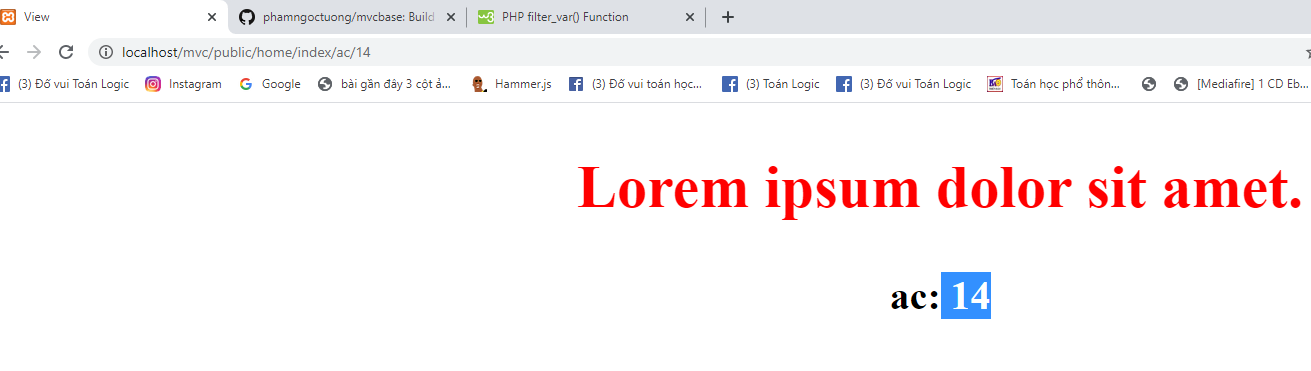 View
phamngoctuong/mvcbase: Build
PHP filter_var() Function
localhost/mvc/public/home/index/ac/14
(3) Đố vui Toán Logic
Instagram
Google
bài gần đây 3 cột ả...
Hammer.js
(3) Đố vui toán học...
(3) Toán Logic
(3) Đố vui Toán Logic
Toán học phổ thôn...
[Mediafire] 1 CD Eb...
Lorem ipsum dolor sit amet.
ac: 14